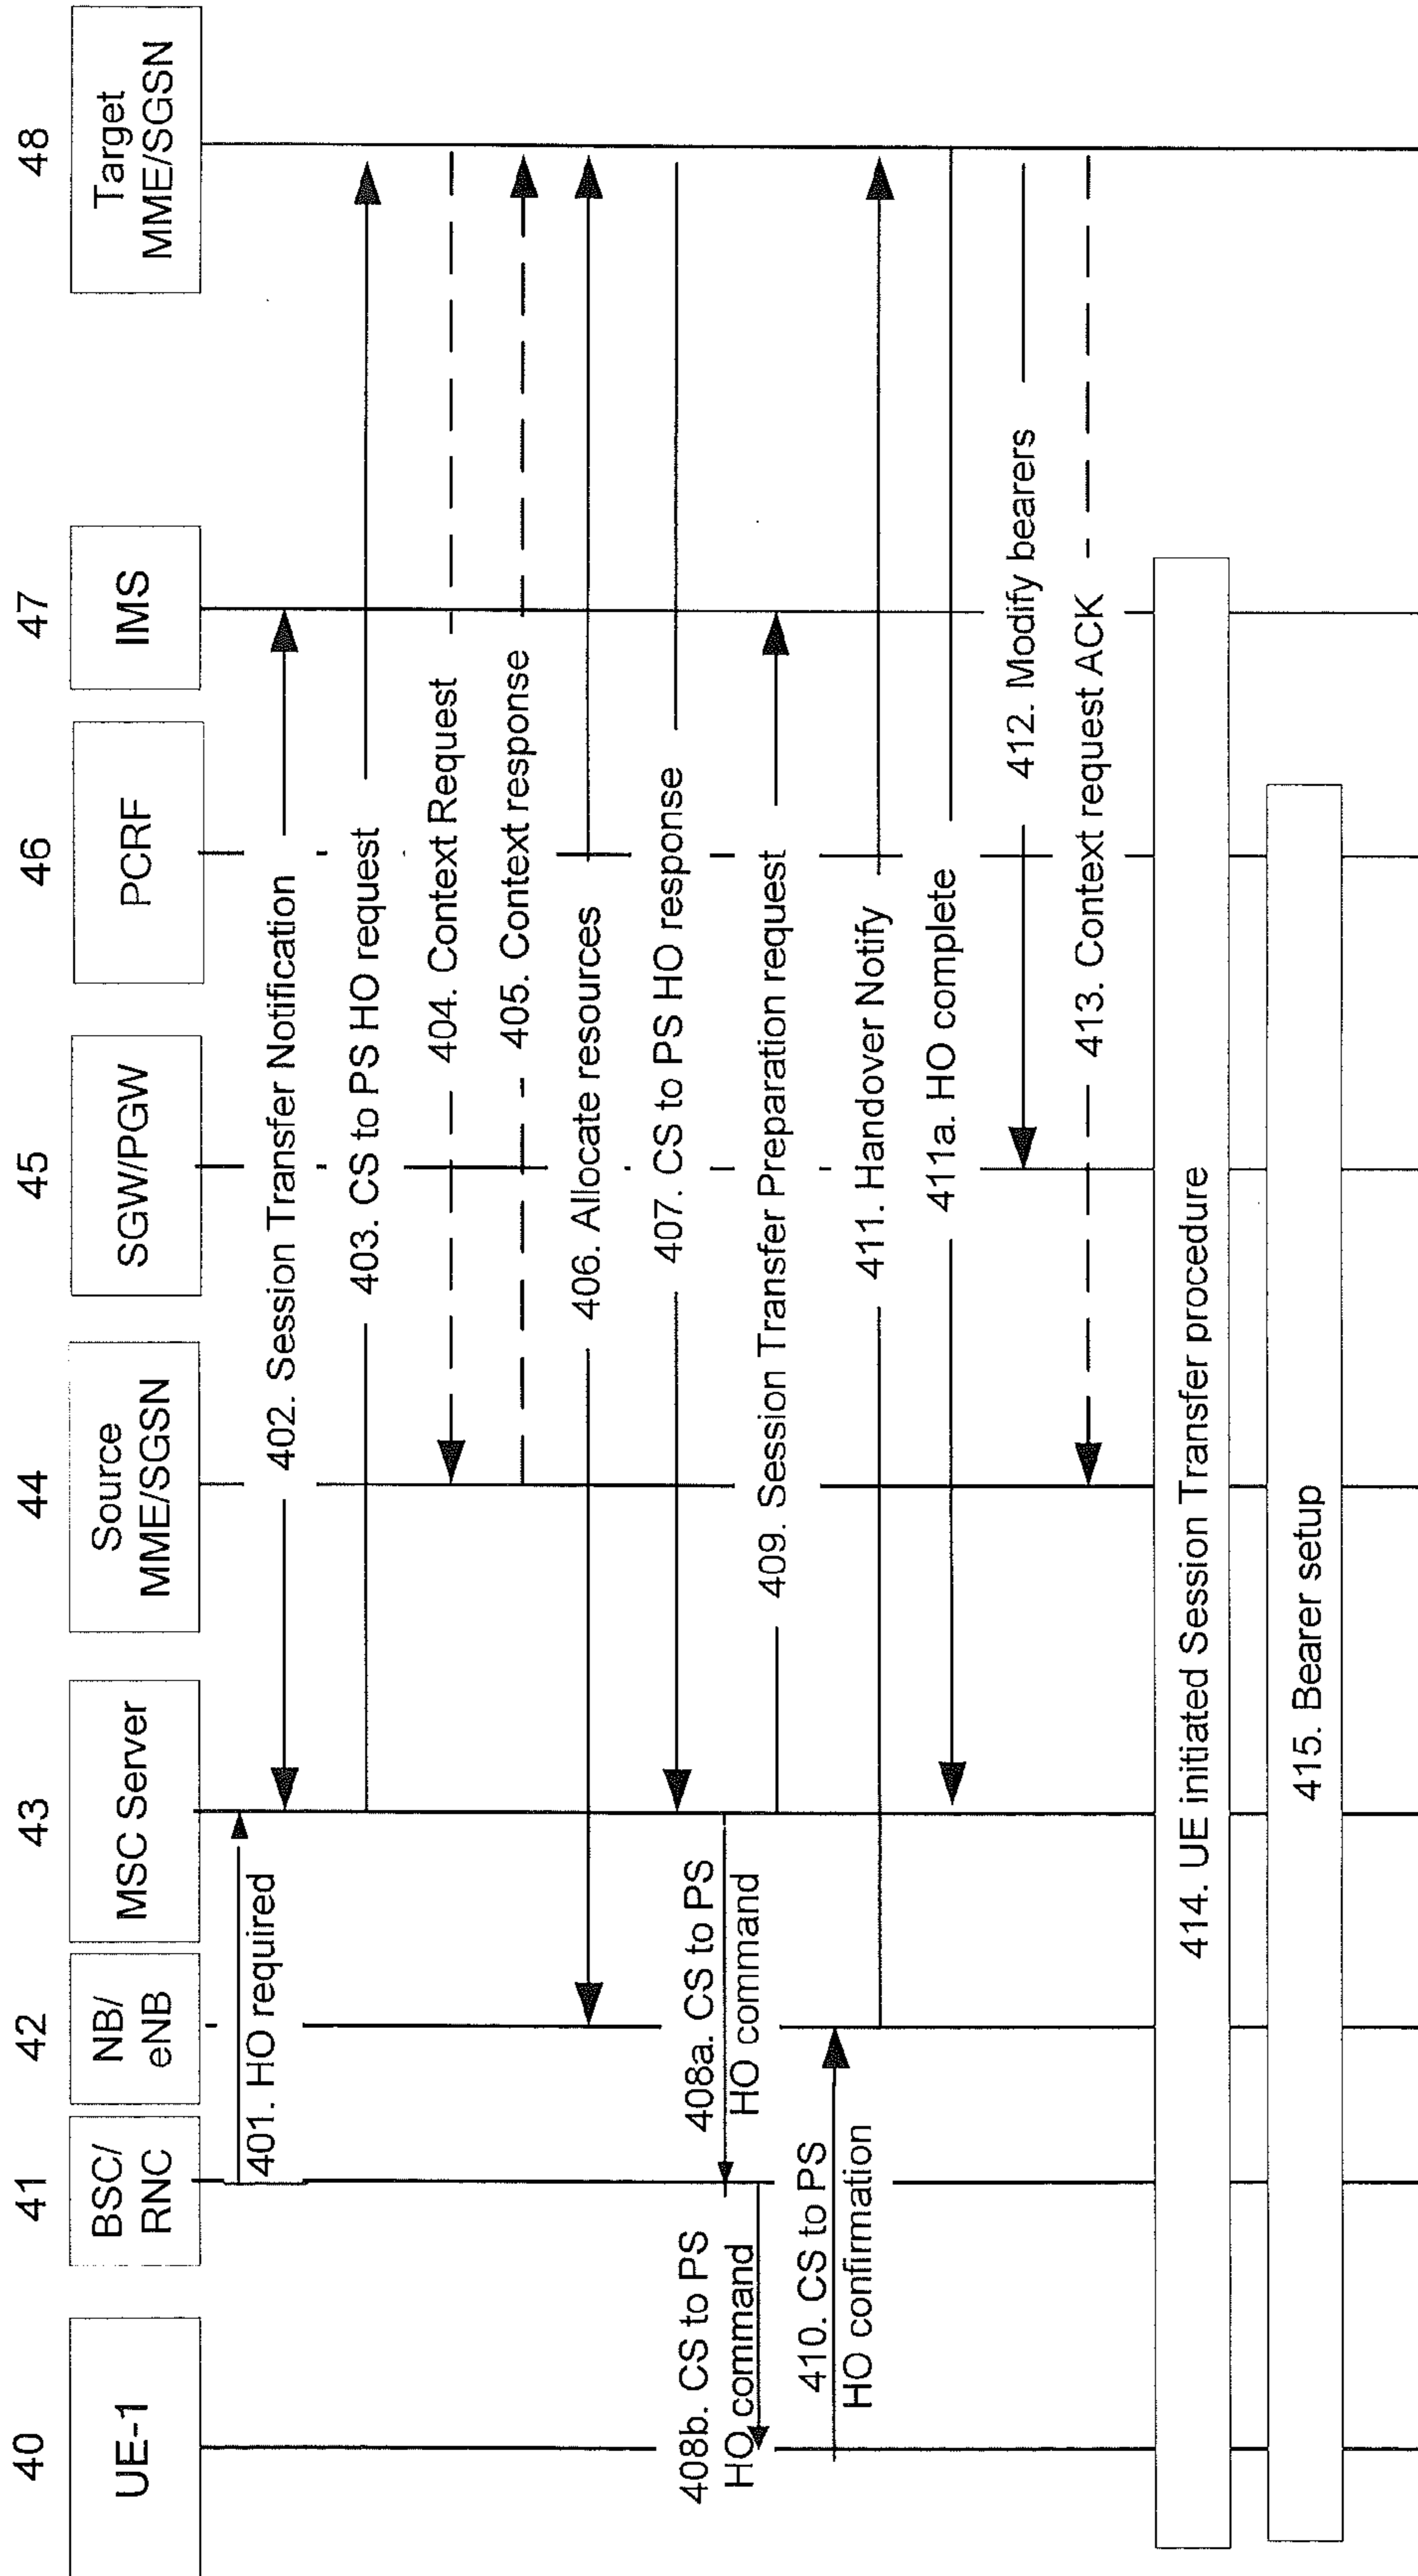 40
41
42
43
44
45
46
47
48
UE-1
BSC/
RNC
NB/
eNB
MSC Server
Source
MME/SGSN
SGW/PGW
PCRF
IMS
Target
MME/SGSN
401. HO required
402. Session Transfer Notification
403. CS to PS HO request
404. Context Request
405. Context response
406. Allocate resources
407. CS to PS HO response
408a. CS to PS
HO command
408b. CS to PS
HO command
409. Session Transfer Preparation request
410. CS to PS
HO confirmation
411. Handover Notify
411a. HO complete
412. Modify bearers
413. Context request ACK
414. UE initiated Session Transfer procedure
415. Bearer setup